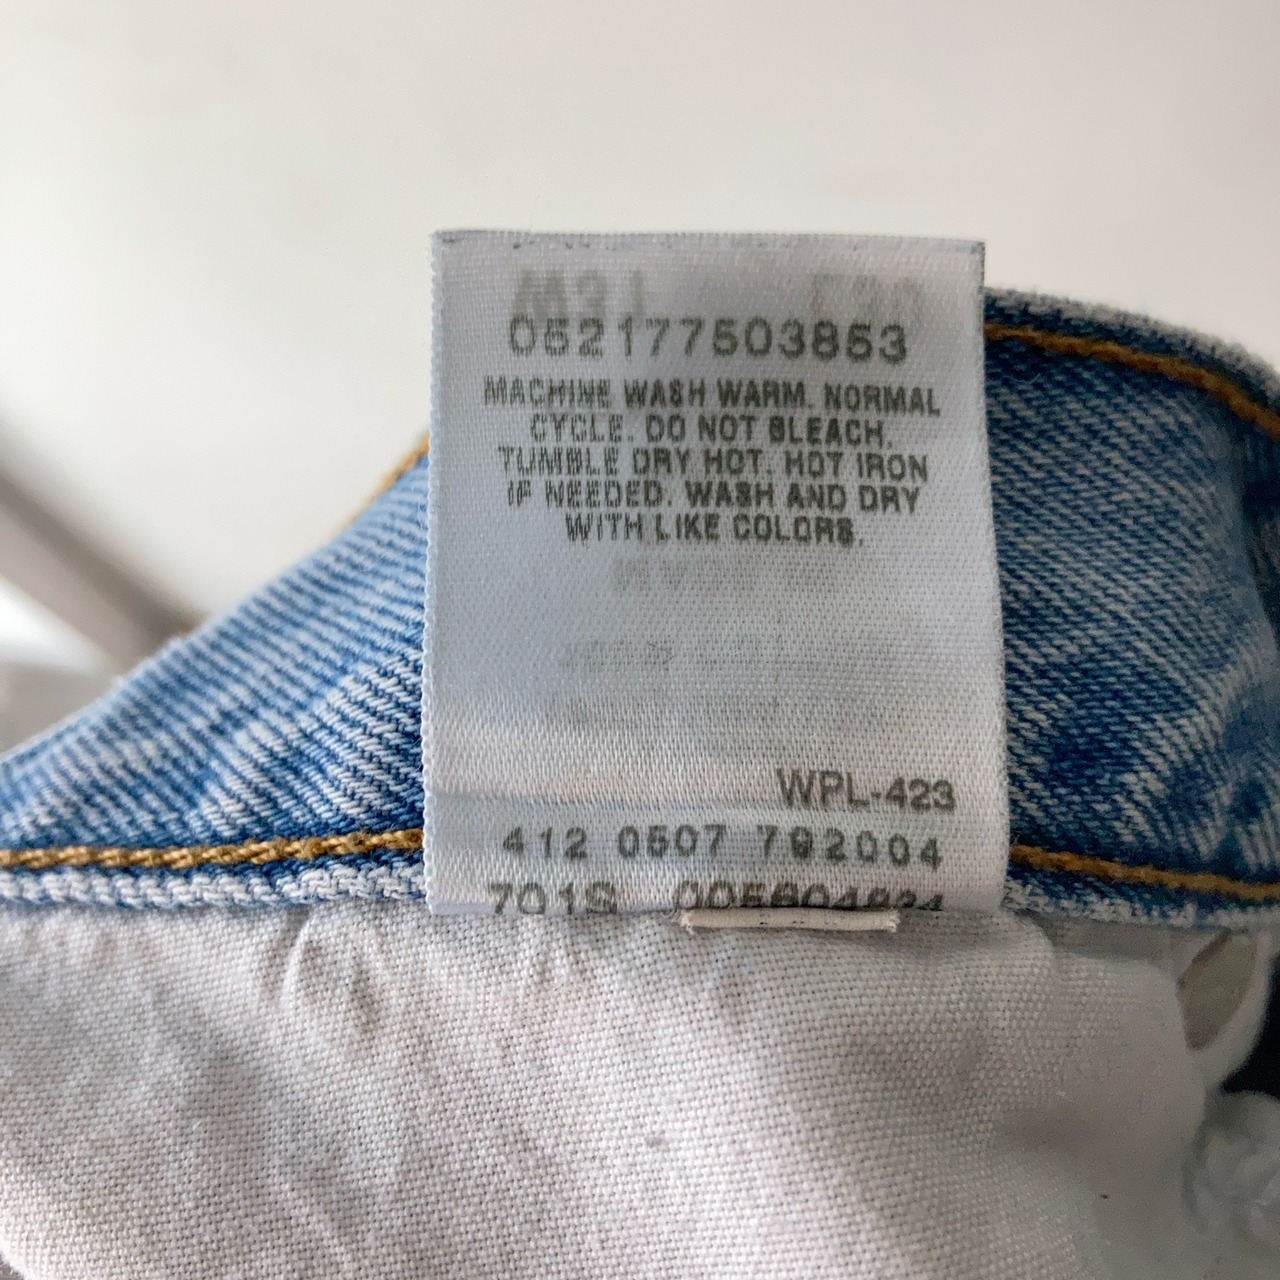 052177503853
MACHINE WASH WARM. NORMAL
CYCLE. DO NOT BLEACH.
TUMBLE DRY HOT. HOT IRON
IF NEEDED. WASH AND DRY
WITH LIKE COLORS.
WPL-423
412 0507 792004
701S